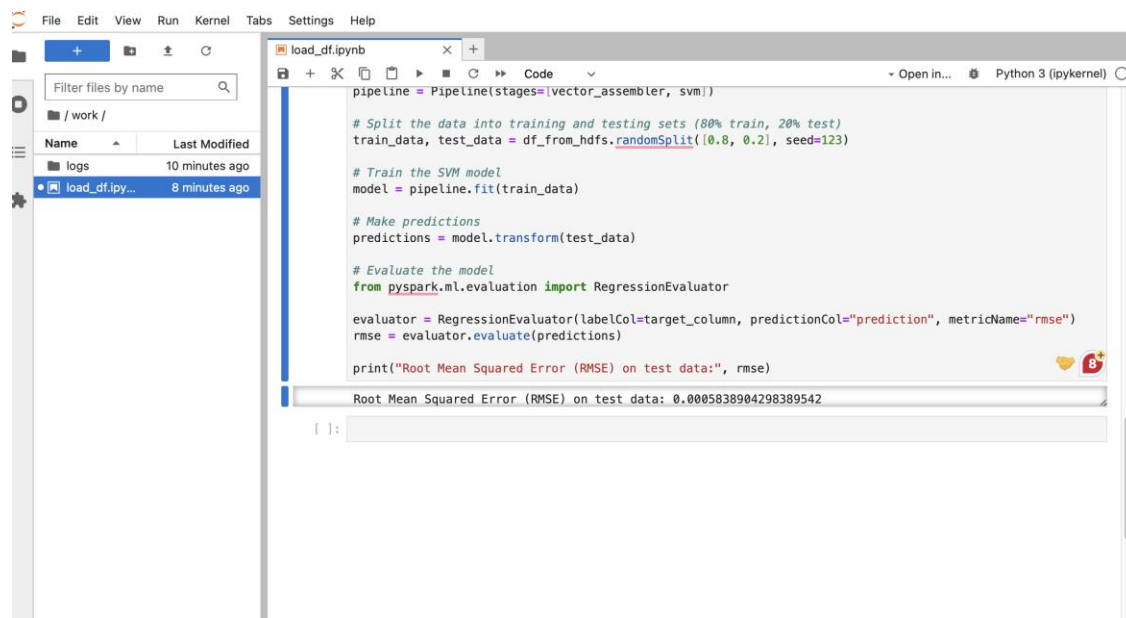 File Edit View Run Kernel Tabs Settings Help
load_df.ipynb
Code
Open in...
Python 3 (ipykernel)
Filter files by name
/ work /
Name Last Modified
logs 10 minutes ago
load_df.ipy... 8 minutes ago
pipeline = Pipeline(stages=[vector_assembler, svm])
# Split the data into training and testing sets (80% train, 20% test)
train_data, test_data = df_from_hdfs.randomSplit([0.8, 0.2], seed=123)
# Train the SVM model
model = pipeline.fit(train_data)
# Make predictions
predictions = model.transform(test_data)
# Evaluate the model
from pyspark.ml.evaluation import RegressionEvaluator
evaluator = RegressionEvaluator(labelCol=target_column, predictionCol="prediction", metricName="rmse")
rmse = evaluator.evaluate(predictions)
print("Root Mean Squared Error (RMSE) on test data:", rmse)
8
Root Mean Squared Error (RMSE) on test data: 0.0005838904298389542
[ ]: